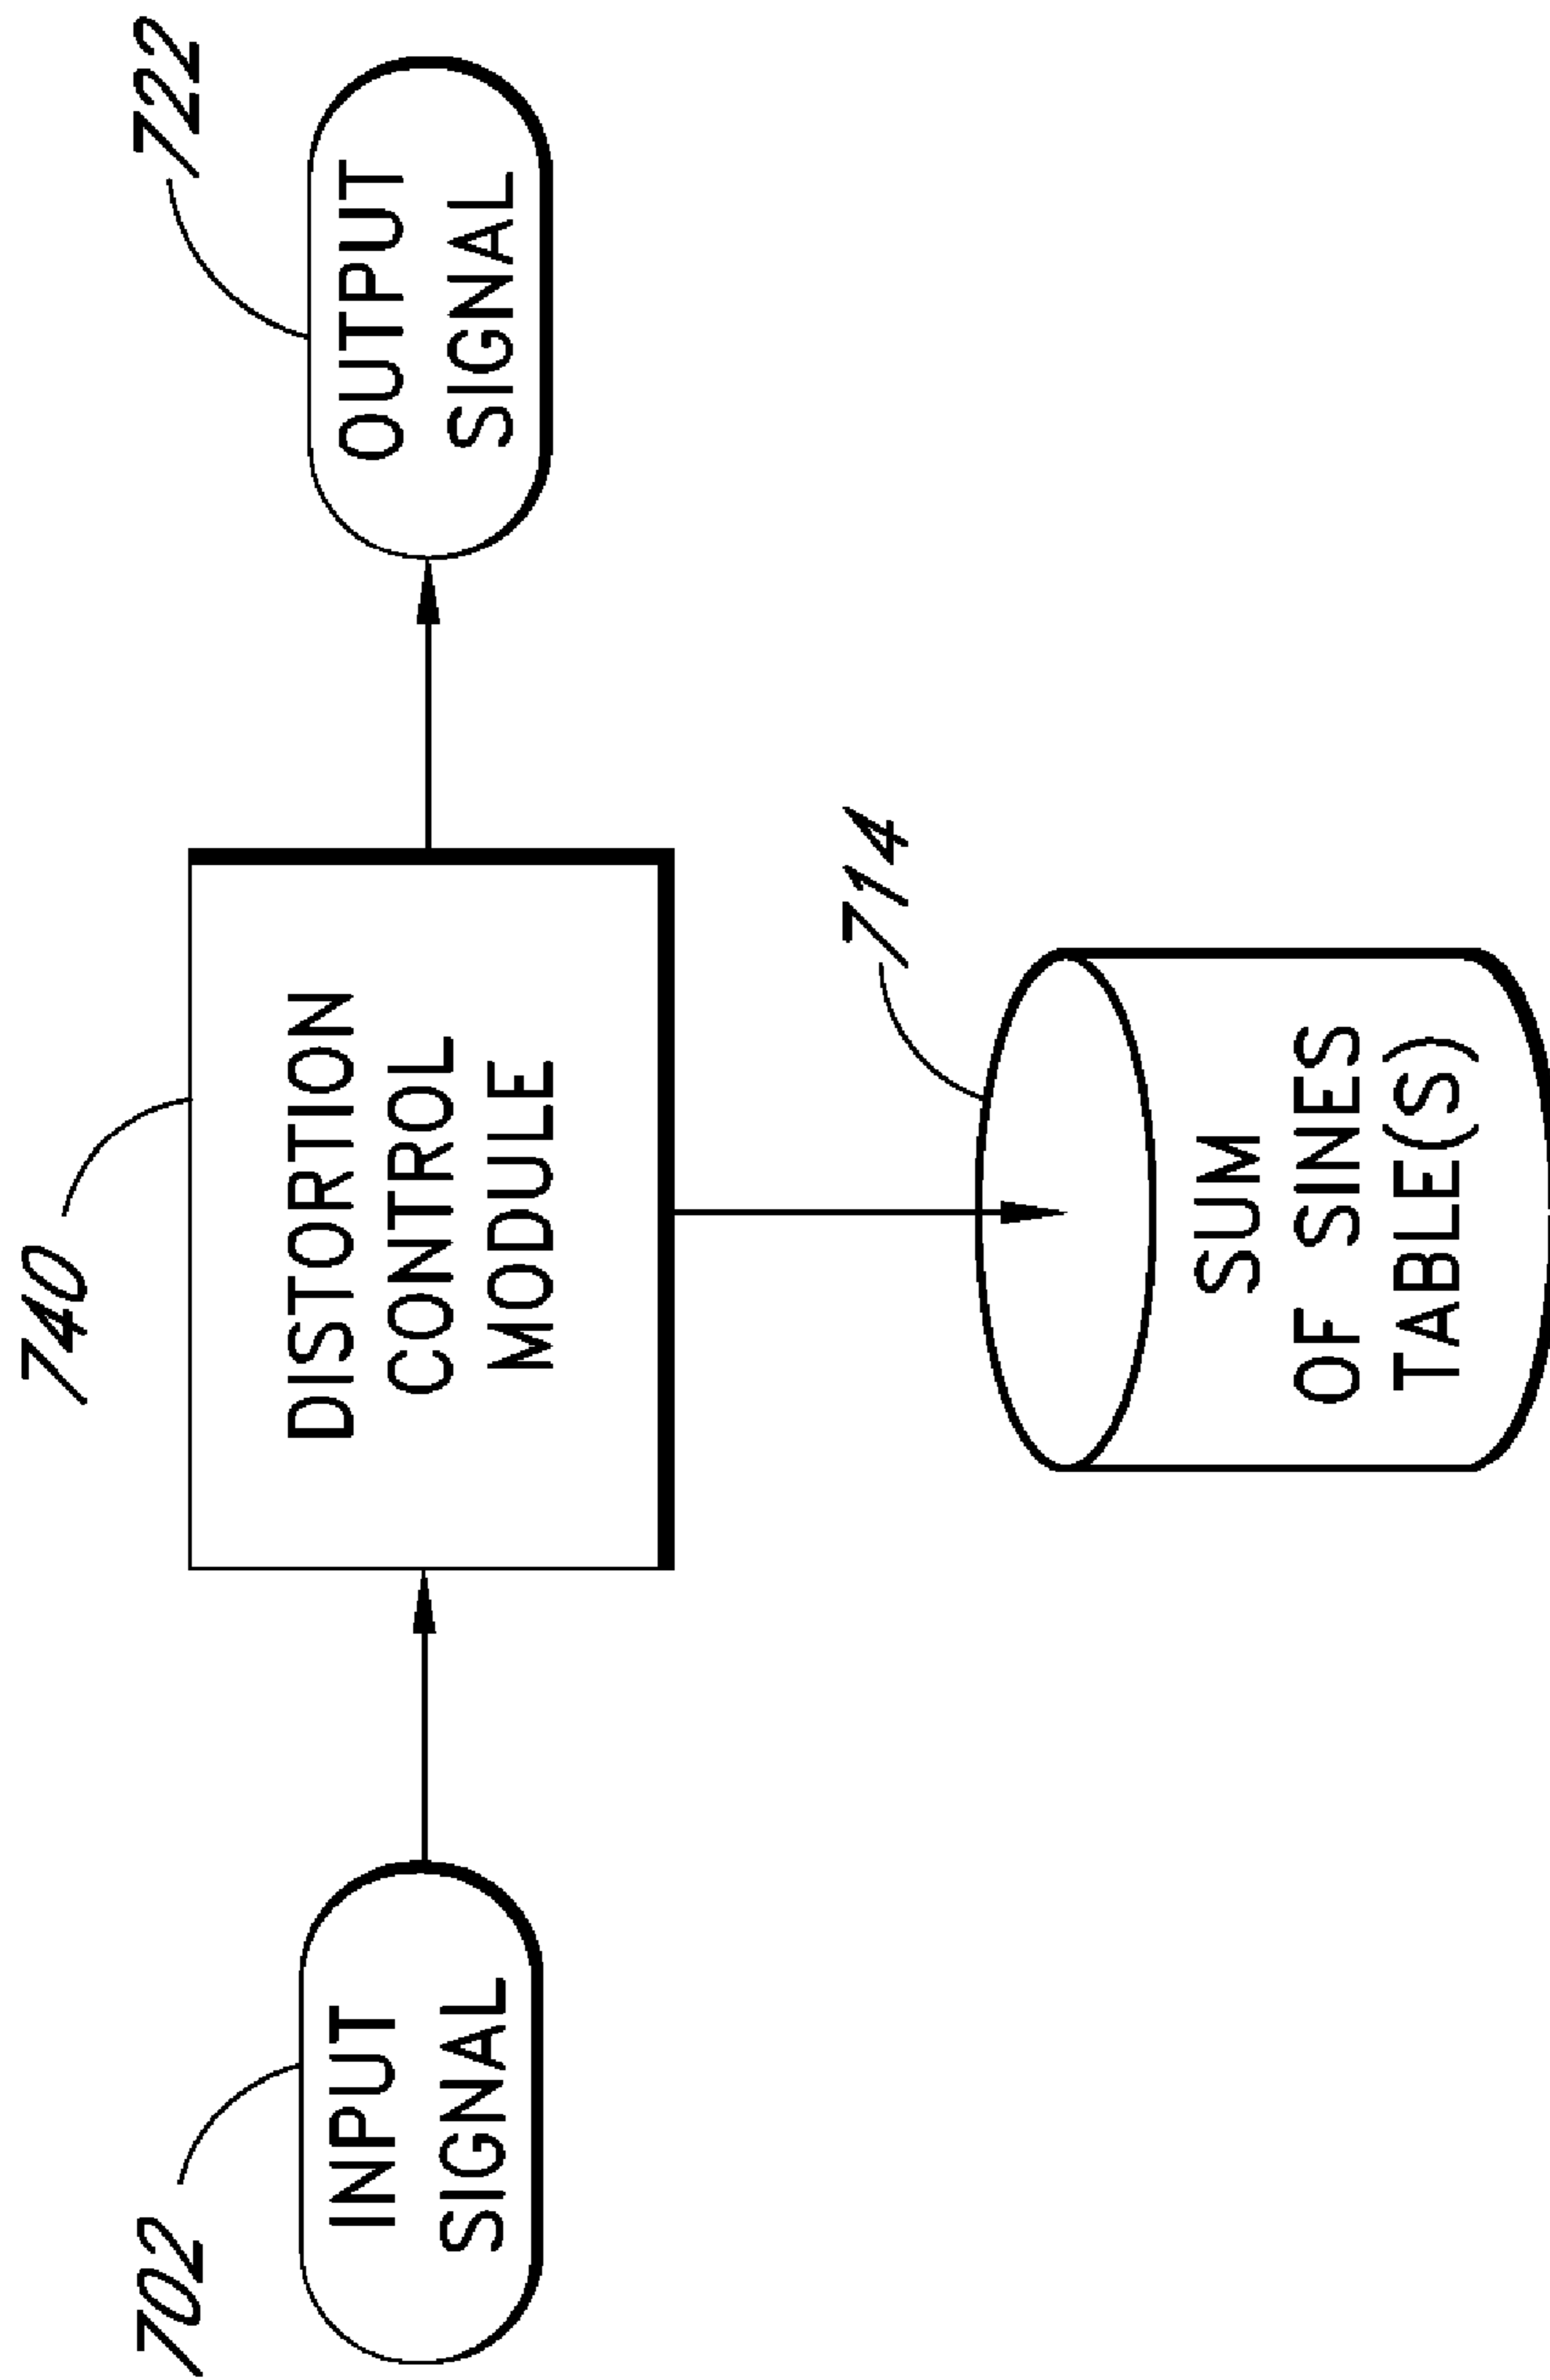 702
INPUT
SIGNAL
740
DISTORTION
CONTROL
MODULE
722
OUTPUT
SIGNAL
714
SUM
OF SINES
TABLE(S)